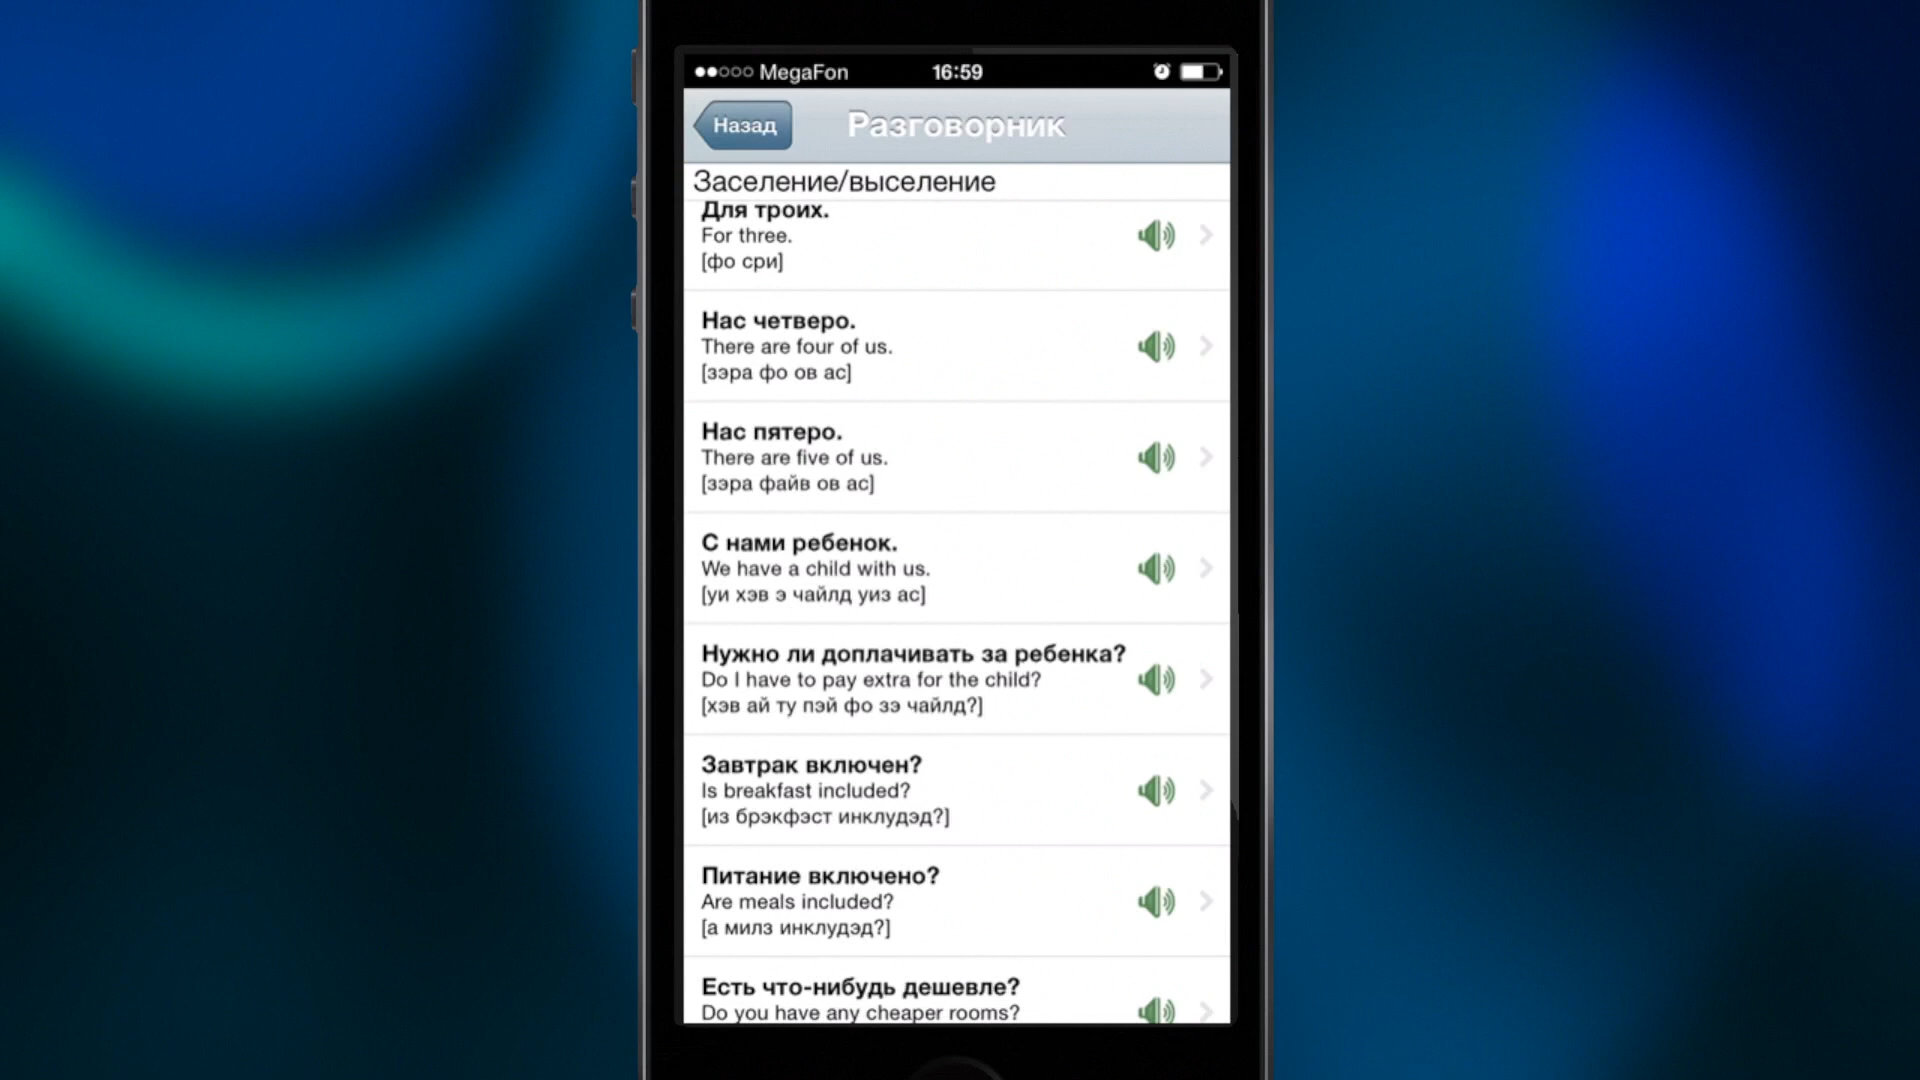 MegaFon
16:59
Назад
Разговорник
Заселение/выселение
Для троих.
For three.
[фо сри]
Нас четверо.
There are four of us.
[зэра фо ов ас]
Нас пятеро.
There are five of us.
[зэра файв ов ас]
С нами ребенок.
We have a child with us.
[уи хэв э чайлд уиз ас]
Нужно ли доплачивать за ребенка?
Do I have to pay extra for the child?
[хэв ай ту пэй фо зэ чайлд?]
Завтрак включен?
Is breakfast included?
[из брэкфэст инклудэд?]
Питание включено?
Are meals included?
[а милз инклудэд?]
Есть что-нибудь дешевле?
Do you have any cheaper rooms?